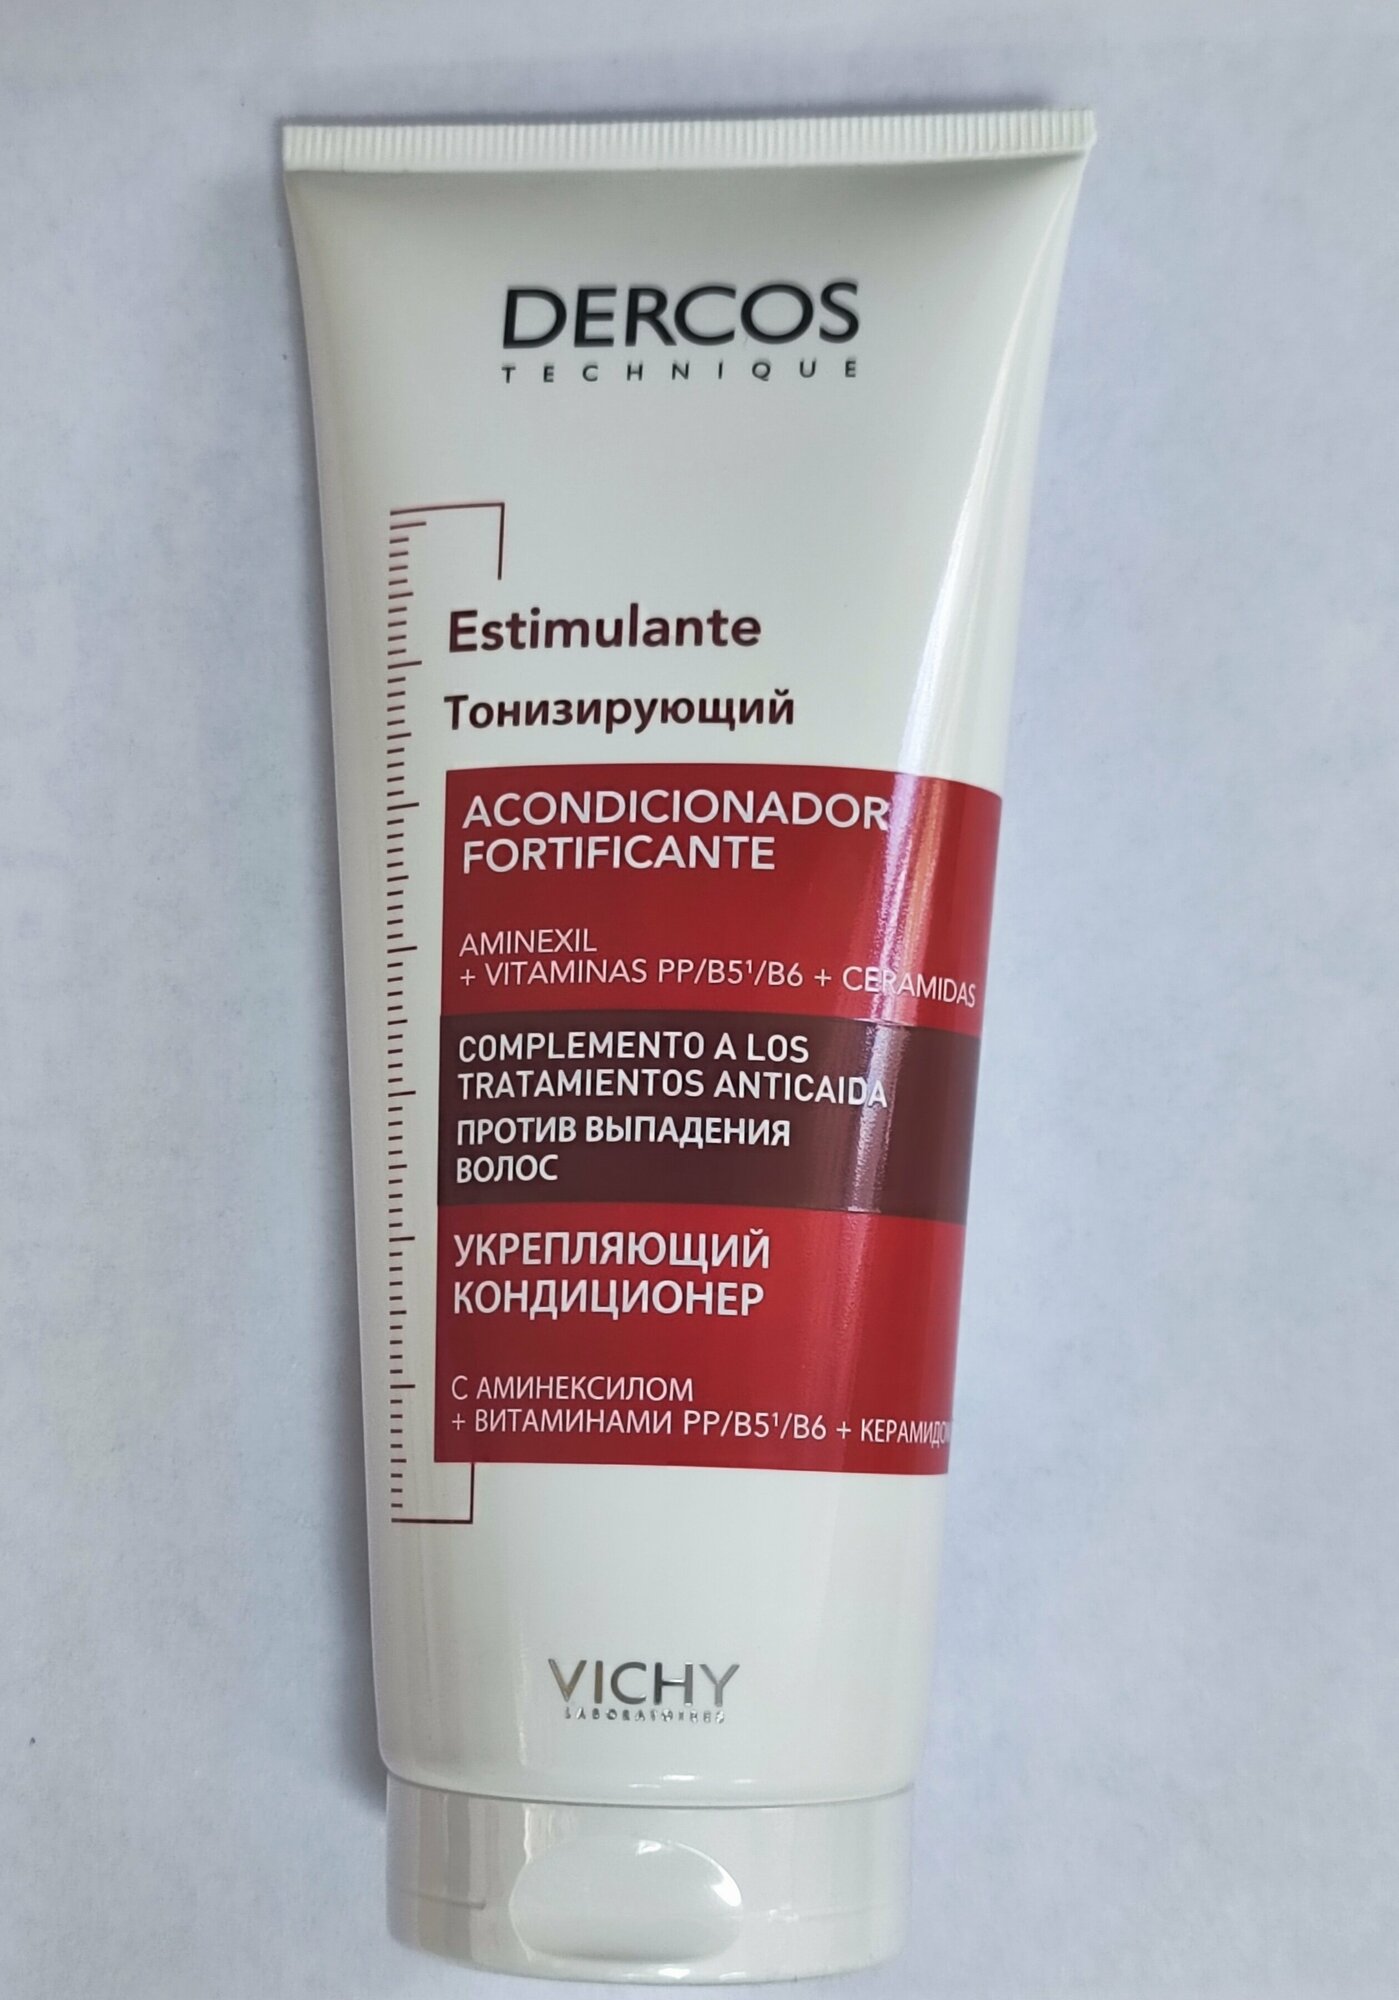 DERCOS
TECHNIQUE
Estimulante
Тонизирующий
ACONDICIONADOR
FORTIFICANTE
AMINEXIL
+ VITAMINAS PP/B5¹/B6 + CERAMIDAS
COMPLEMENTO A LOS
TRATAMIENTOS ANTICAIDA
ПРОТИВ ВЫПАДЕНИЯ
ВОЛОС
УКРЕПЛЯЮЩИЙ
КОНДИЦИОНЕР
С АМИНЕКСИЛОМ
+ ВИТАМИНАМИ PP/B5¹/B6 +
VICHY
LABORATOIRES